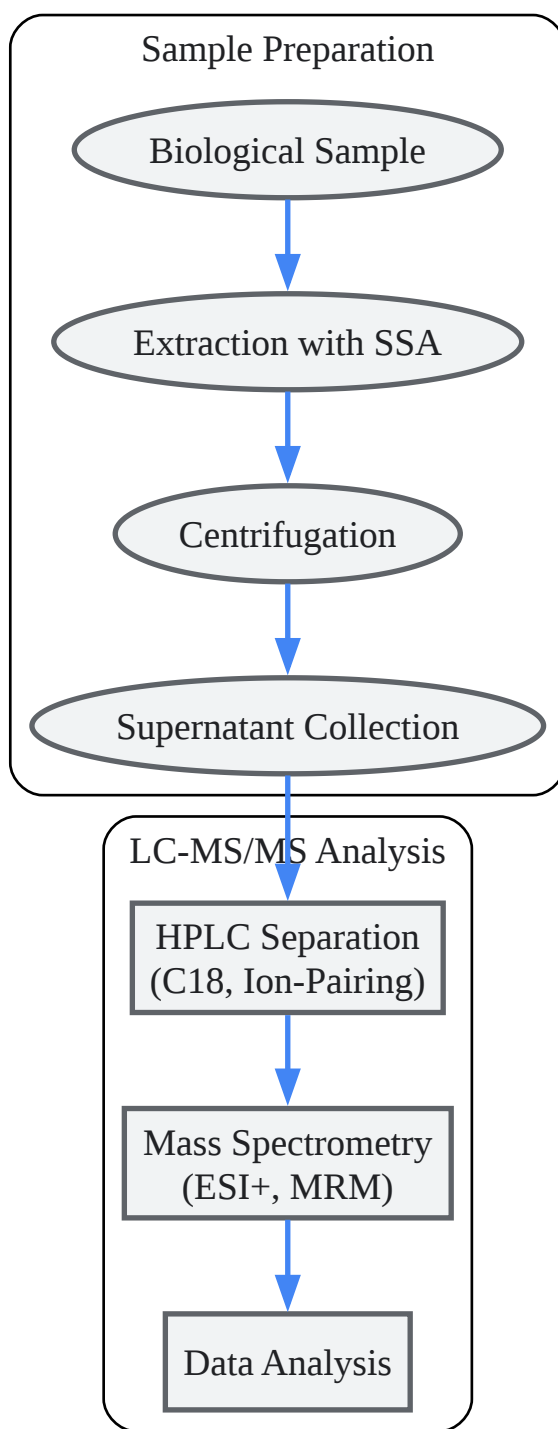 Sample Preparation
Biological Sample
Extraction with SSA
Centrifugation
Supernatant Collection
LC-MS/MS Analysis
HPLC Separation
(C18, Ion-Pairing)
Mass Spectrometry
(ESI+, MRM)
Data Analysis